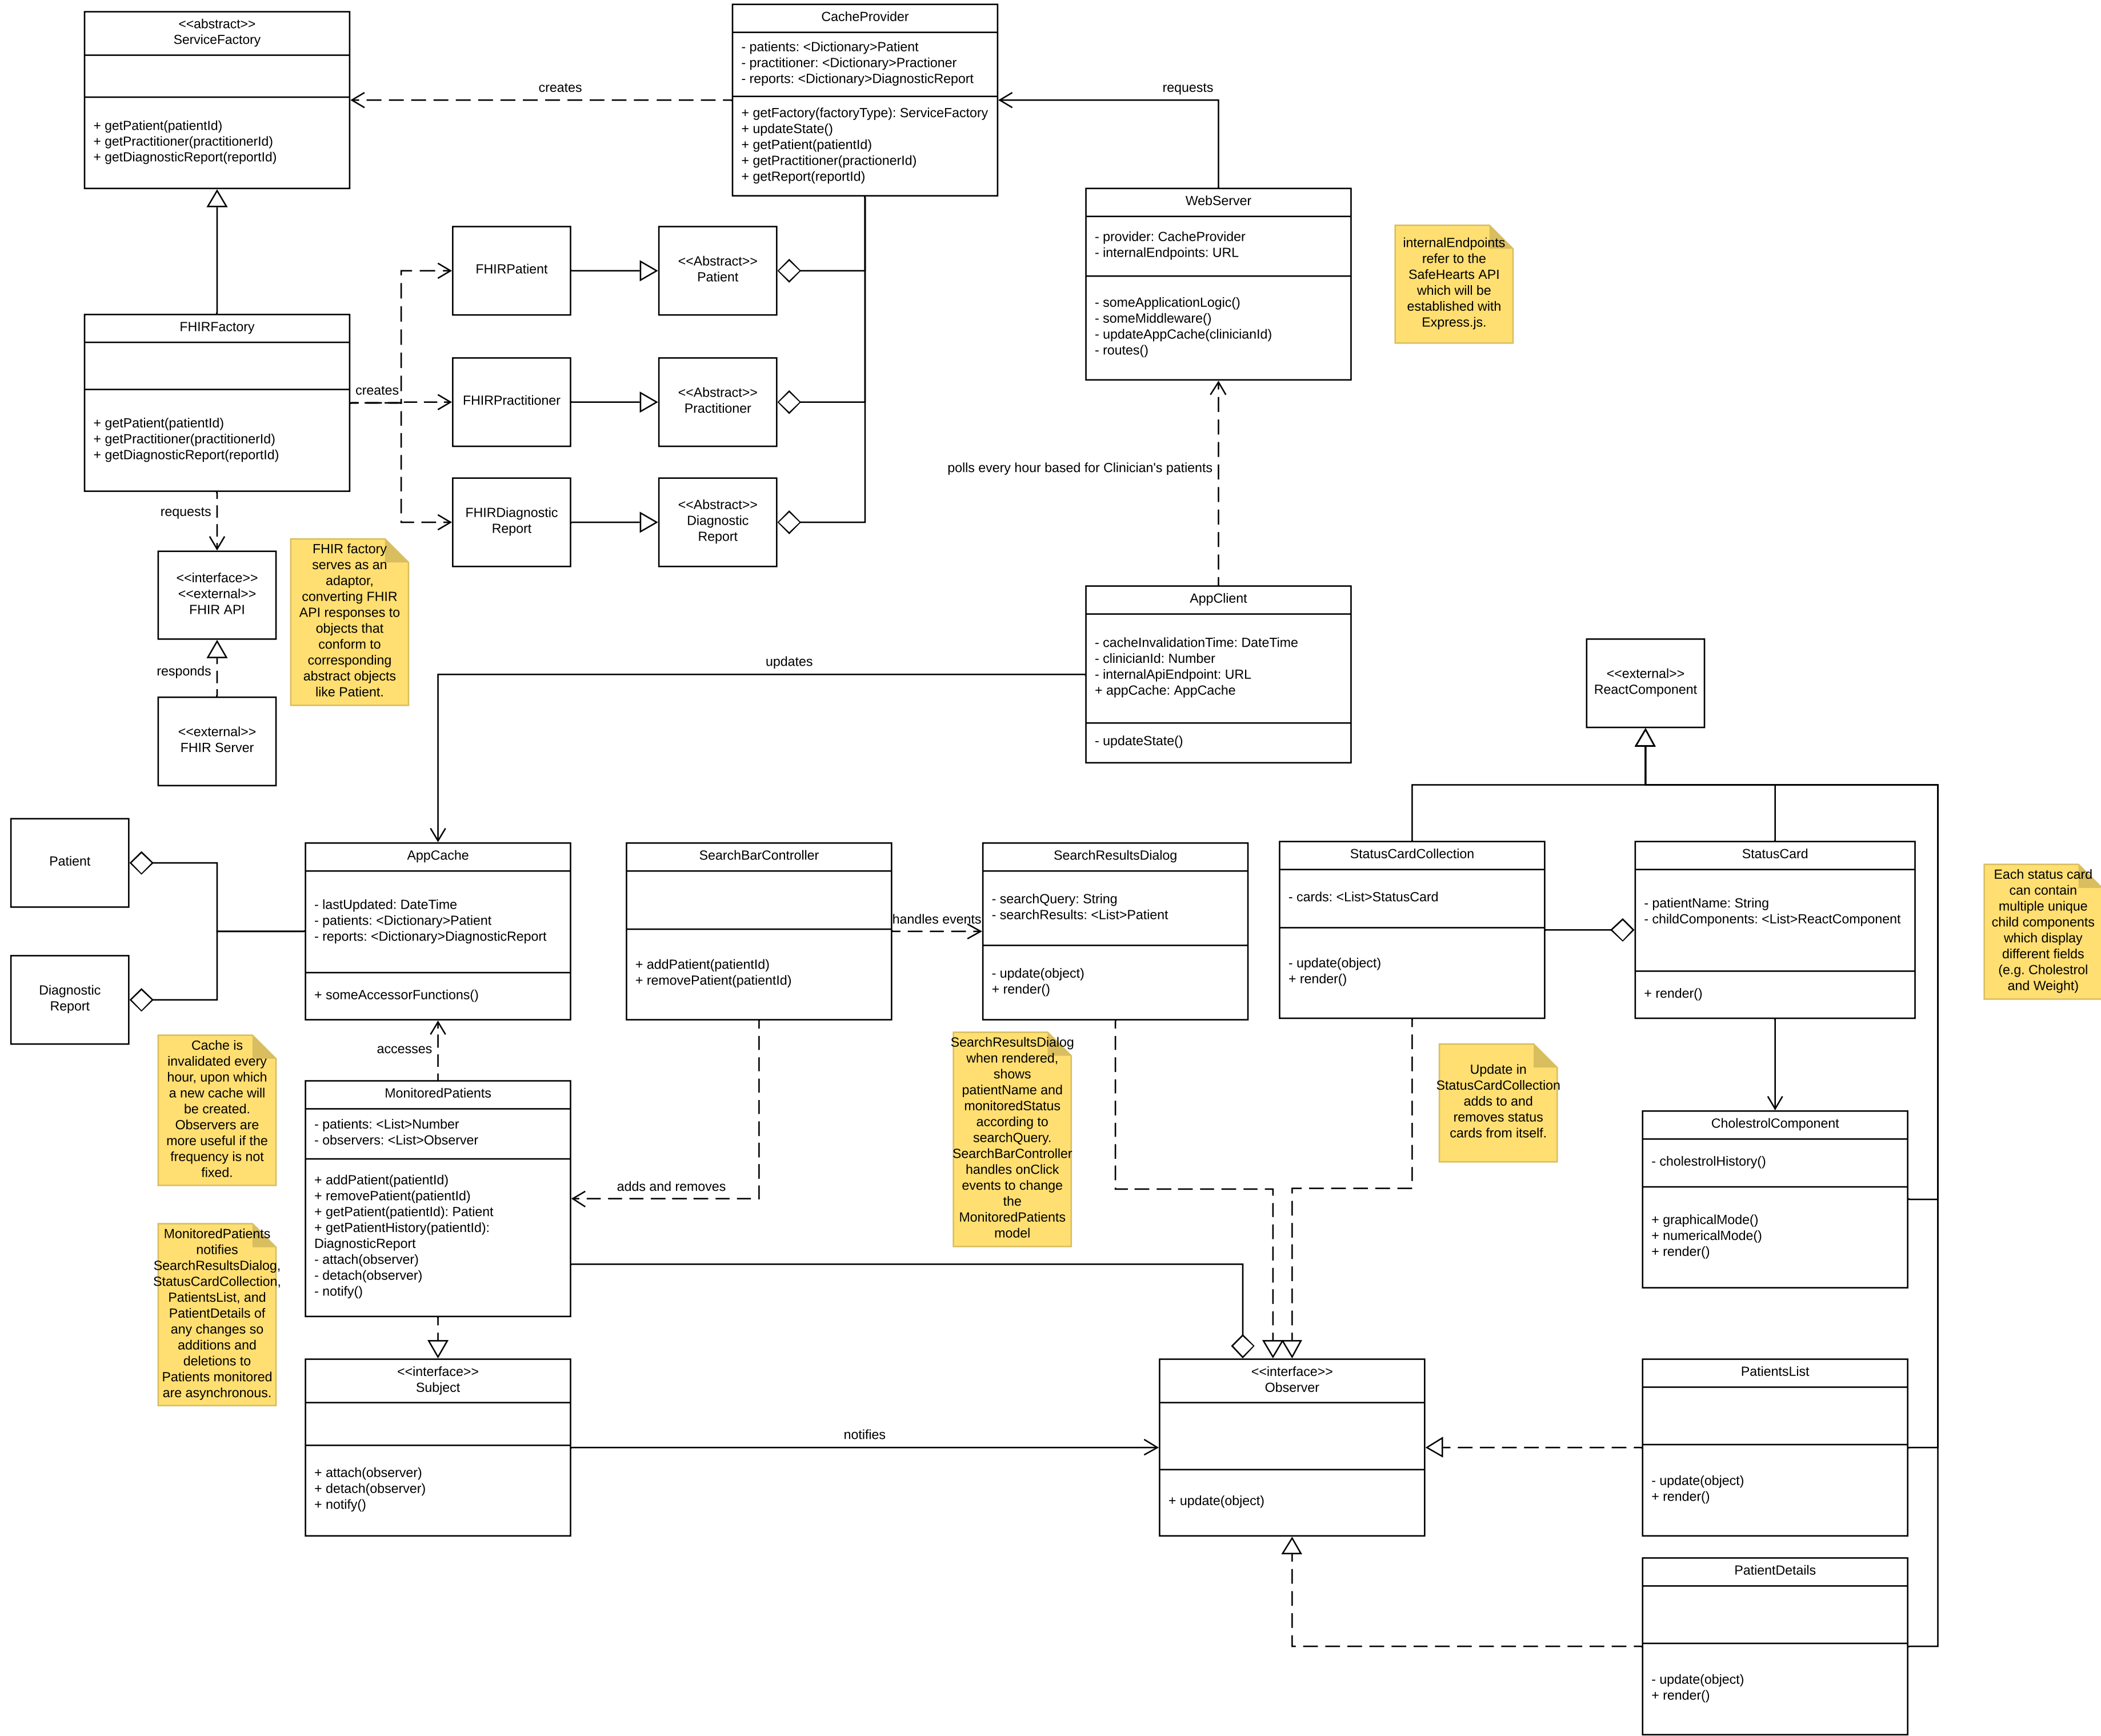 <<abstract>>
ServiceFactory
+ getPatient(patientId)
+ getPractitioner(practitionerId)
+ getDiagnosticReport(reportId)
creates
CacheProvider
- patients: <Dictionary>Patient
- practitioner: <Dictionary>Practioner
- reports: <Dictionary>DiagnosticReport
+ getFactory(factoryType): ServiceFactory
+ updateState()
+ getPatient(patientId)
+ getPractitioner(practionerId)
+ getReport(reportId)
requests
WebServer
- provider: CacheProvider
- internalEndpoints: URL
- someApplicationLogic()
- someMiddleware()
- updateAppCache(clinicianId)
- routes()
internalEndpoints
refer to the
SafeHearts API
which will be
established with
Express.js.
FHIRPatient
<<Abstract>>
Patient
FHIRFactory
+ getPatient(patientId)
+ getPractitioner(practitionerId)
+ getDiagnosticReport(reportId)
creates
FHIRPractitioner
<<Abstract>>
Practitioner
FHIRDiagnostic
Report
<<Abstract>>
Diagnostic
Report
polls every hour based for Clinician's patients
requests
<<interface>>
<<external>>
FHIR API
responds
<<external>>
FHIR Server
FHIR factory
serves as an
adaptor,
converting FHIR
API responses to
objects that
conform to
corresponding
abstract objects
like Patient.
AppClient
- cacheInvalidationTime: DateTime
- clinicianId: Number
- internalApiEndpoint: URL
+ appCache: AppCache
- updateState()
updates
<<external>>
ReactComponent
Patient
Diagnostic
Report
AppCache
- lastUpdated: DateTime
- patients: <Dictionary>Patient
- reports: <Dictionary>DiagnosticReport
+ someAccessorFunctions()
SearchBarController
+ addPatient(patientId)
+ removePatient(patientId)
handles events
SearchResultsDialog
- searchQuery: String
- searchResults: <List>Patient
- update(object)
+ render()
StatusCardCollection
- cards: <List>StatusCard
- update(object)
+ render()
StatusCard
- patientName: String
- childComponents: <List>ReactComponent
+ render()
Each status card
can contain
multiple unique
child components
which display
different fields
(e.g. Cholestrol
and Weight)
Cache is
invalidated every
hour, upon which
a new cache will
be created.
Observers are
more useful if the
frequency is not
fixed.
accesses
MonitoredPatients
- patients: <List>Number
- observers: <List>Observer
+ addPatient(patientId)
+ removePatient(patientId)
+ getPatient(patientId): Patient
+ getPatientHistory(patientId):
DiagnosticReport
- attach(observer)
- detach(observer)
- notify()
adds and removes
SearchResultsDialog
when rendered,
shows
patientName and
monitoredStatus
according to
searchQuery.
SearchBarController
handles onClick
events to change
the
MonitoredPatients
model
Update in
StatusCardCollection
adds to and
removes status
cards from itself.
CholestrolComponent
- cholestrolHistory()
+ graphicalMode()
+ numericalMode()
+ render()
MonitoredPatients
notifies
SearchResultsDialog,
StatusCardCollection,
PatientsList, and
PatientDetails of
any changes so
additions and
deletions to
Patients monitored
are asynchronous.
<<interface>>
Subject
+ attach(observer)
+ detach(observer)
+ notify()
notifies
<<interface>>
Observer
+ update(object)
PatientsList
- update(object)
+ render()
PatientDetails
- update(object)
+ render()